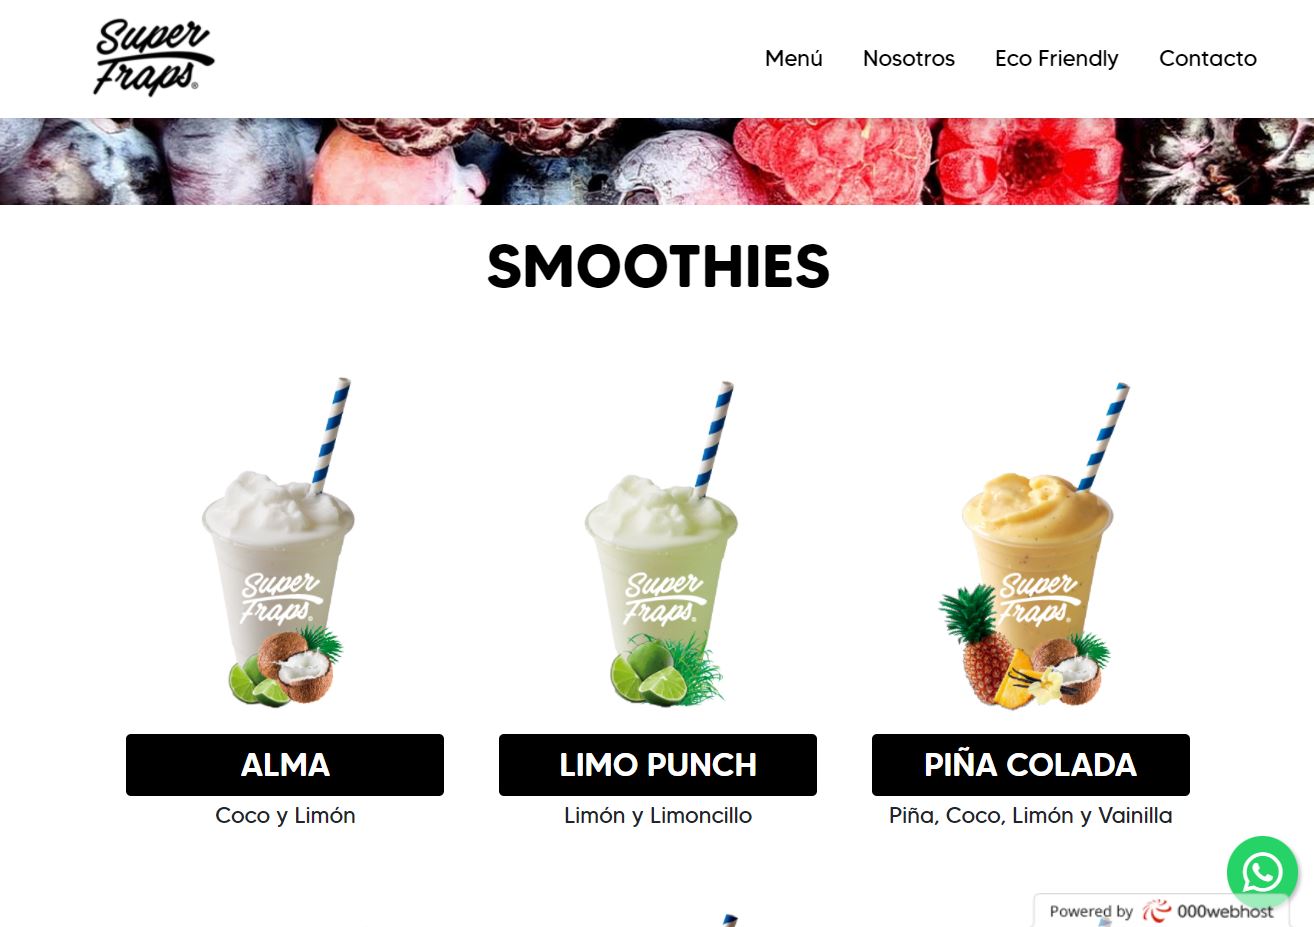 Super
Fraps®
Menú Nosotros Eco Friendly Contacto
SMOOTHIES
Super
Fraps®
Super
Fraps®
Super
Fraps®
ALMA
Coco y Limón
LIMO PUNCH
Limón y Limoncillo
PIÑA COLADA
Piña, Coco, Limón y Vainilla
Powered by 000webhost